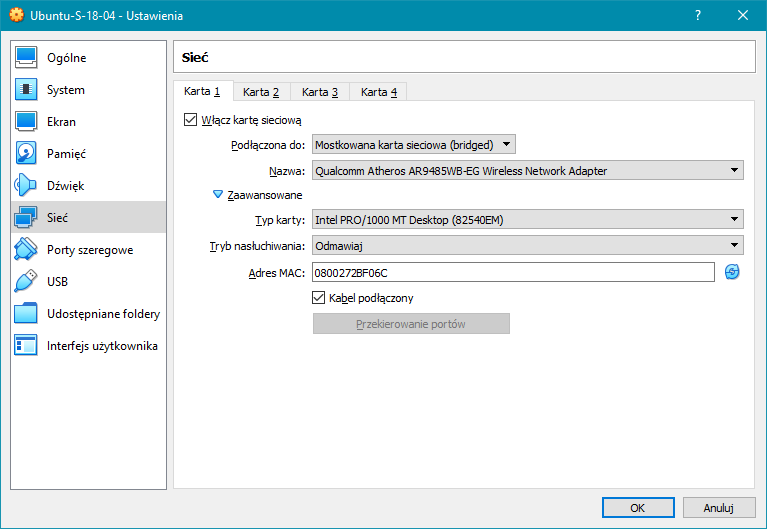 Ubuntu-S-18-04 - Ustawienia
?
Ogólne
System
Ekran
Pamięć
Dźwięk
Sieć
Porty szeregowe
USB
Udostępniane foldery
Interfejs użytkownika
Sieć
Karta 1 Karta 2 Karta 3 Karta 4
Włącz kartę sieciową
Podłączona do: Mostkowana karta sieciowa (bridged)
Nazwa: Qualcomm Atheros AR9485WB-EG Wireless Network Adapter
Zaawansowane
Typ karty: Intel PRO/1000 MT Desktop (82540EM)
Tryb nasłuchiwania: Odmawiaj
Adres MAC: 0800272BF06C
Kabel podłączony
Przekierowanie portów
OK Anuluj